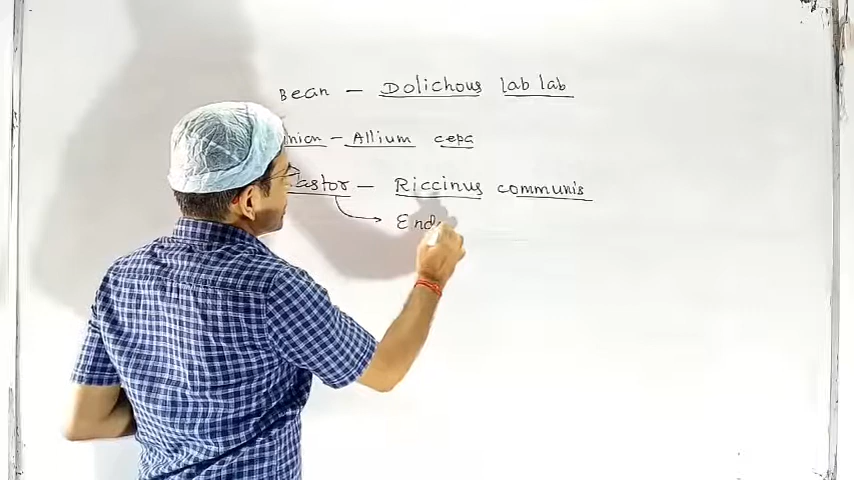 Bean - Dolichous lab lab
nion - Allium cepa
astor - Riccinus communis
End